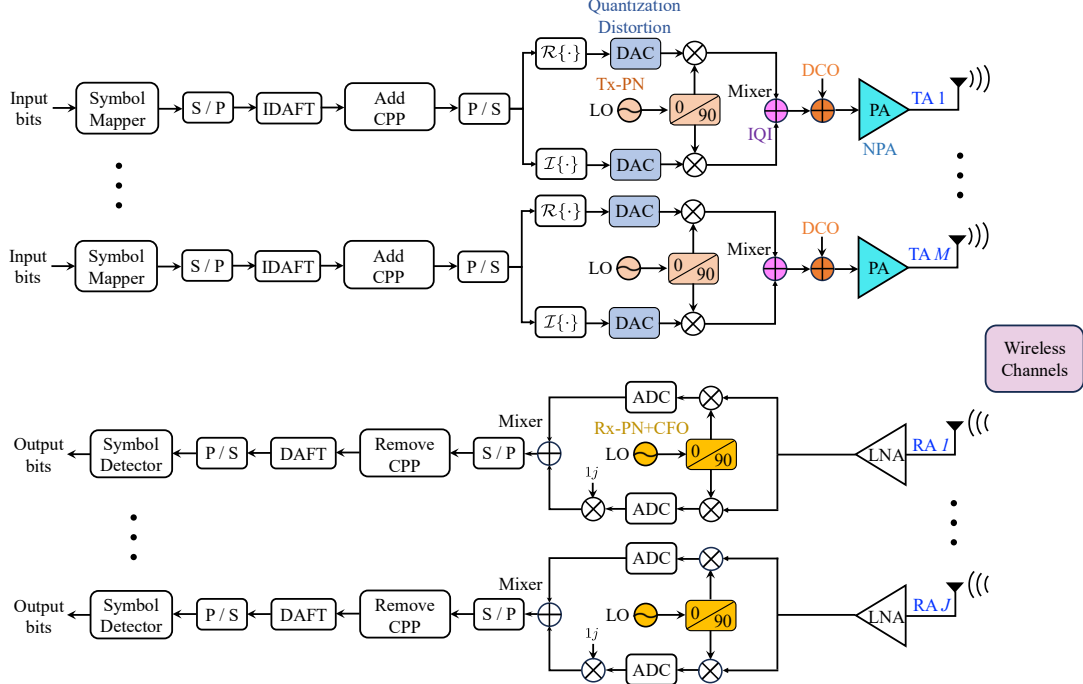 Quantization
Distortion
Input
bits
Symbol
Mapper
S / P
IDAFT
Add
CPP
P / S
ℛ{·}
DAC
Tx-PN
LO
0
90
Mixer
IQI
DCO
PA
NPA
TA 1
ℐ{·}
DAC
Input
bits
Symbol
Mapper
S / P
IDAFT
Add
CPP
P / S
ℛ{·}
DAC
LO
0
90
Mixer
DCO
PA
TA M
ℐ{·}
DAC
Wireless
Channels
Output
bits
Symbol
Detector
P / S
DAFT
Remove
CPP
S / P
Mixer
ADC
Rx-PN+CFO
LO
0
90
1j
ADC
LNA
RA 1
Output
bits
Symbol
Detector
P / S
DAFT
Remove
CPP
S / P
Mixer
ADC
LO
0
90
1j
ADC
LNA
RA J